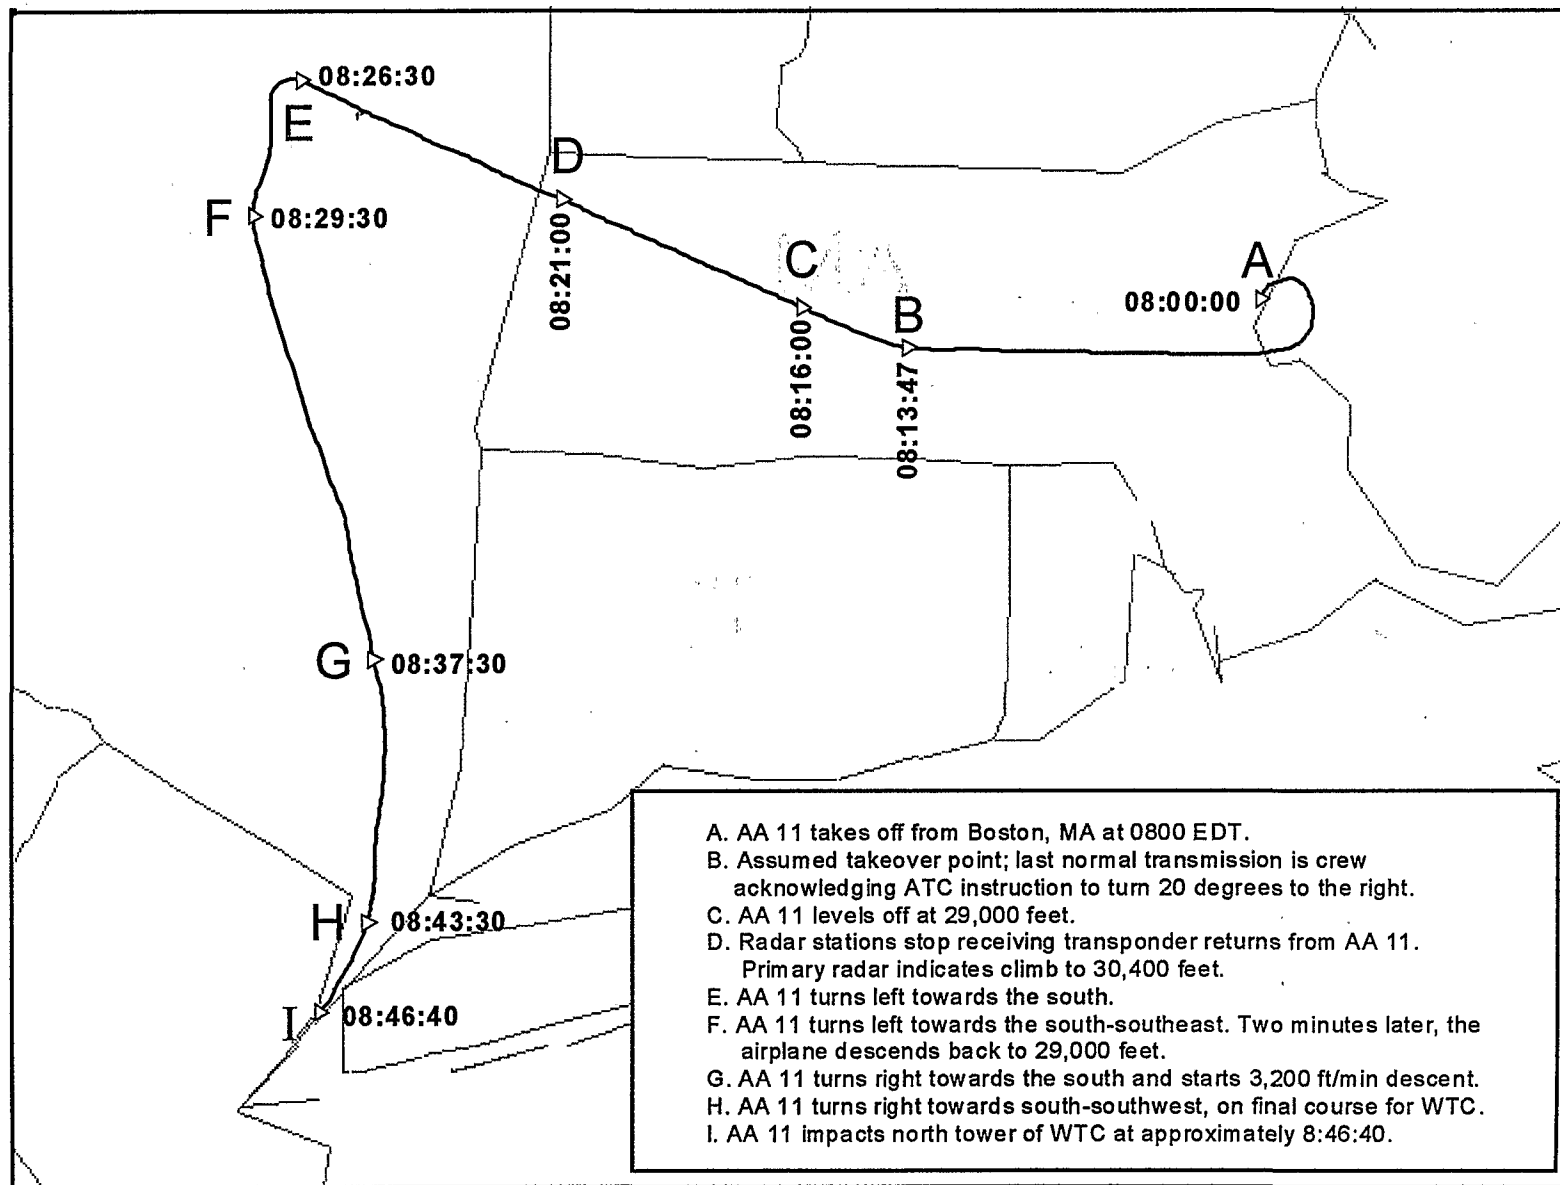 08:26:30
E
D
F
08:29:30
08:21:00
C
MA
A
08:00:00
B
08:16:00
08:13:47
G
08:37:30
H
08:43:30
I
08:46:40
A. AA 11 takes off from Boston, MA at 0800 EDT.
B. Assumed takeover point; last normal transmission is crew
acknowledging ATC instruction to turn 20 degrees to the right.
C. AA 11 levels off at 29,000 feet.
D. Radar stations stop receiving transponder returns from AA 11.
Primary radar indicates climb to 30,400 feet.
E. AA 11 turns left towards the south.
F. AA 11 turns left towards the south-southeast. Two minutes later, the
airplane descends back to 29,000 feet.
G. AA 11 turns right towards the south and starts 3,200 ft/min descent.
H. AA 11 turns right towards south-southwest, on final course for WTC.
I. AA 11 impacts north tower of WTC at approximately 8:46:40.